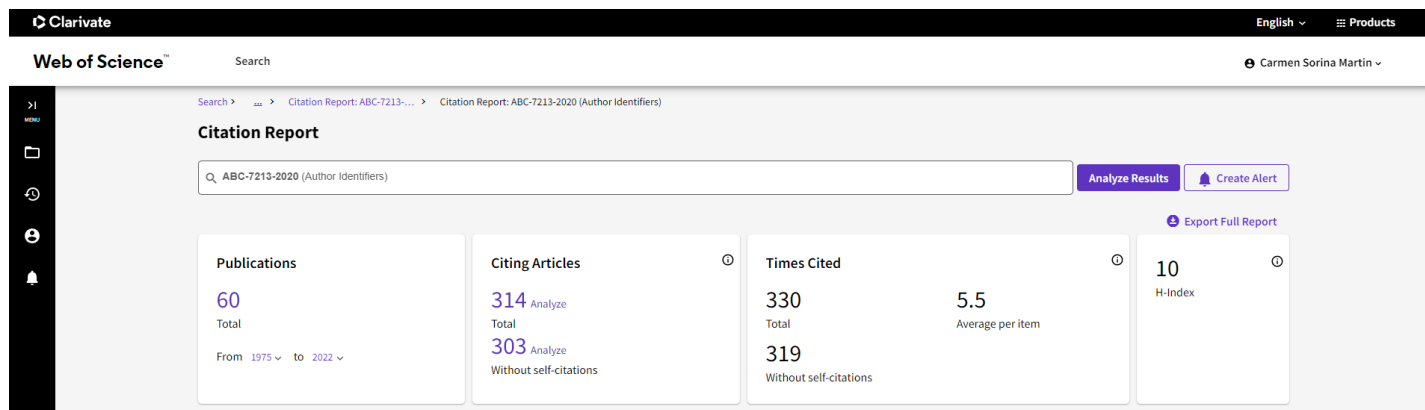 Clarivate
English
Products
Web of Science™
Search
Carmen Sorina Martin
MENU
Search > ... > Citation Report: ABC-7213-... > Citation Report: ABC-7213-2020 (Author Identifiers)
Citation Report
ABC-7213-2020 (Author Identifiers)
Analyze Results
Create Alert
Export Full Report
Publications
60
Total
From 1975 to 2022
Citing Articles
314 Analyze
Total
303 Analyze
Without self-citations
Times Cited
330
Total
319
Without self-citations
5.5
Average per item
10
H-Index